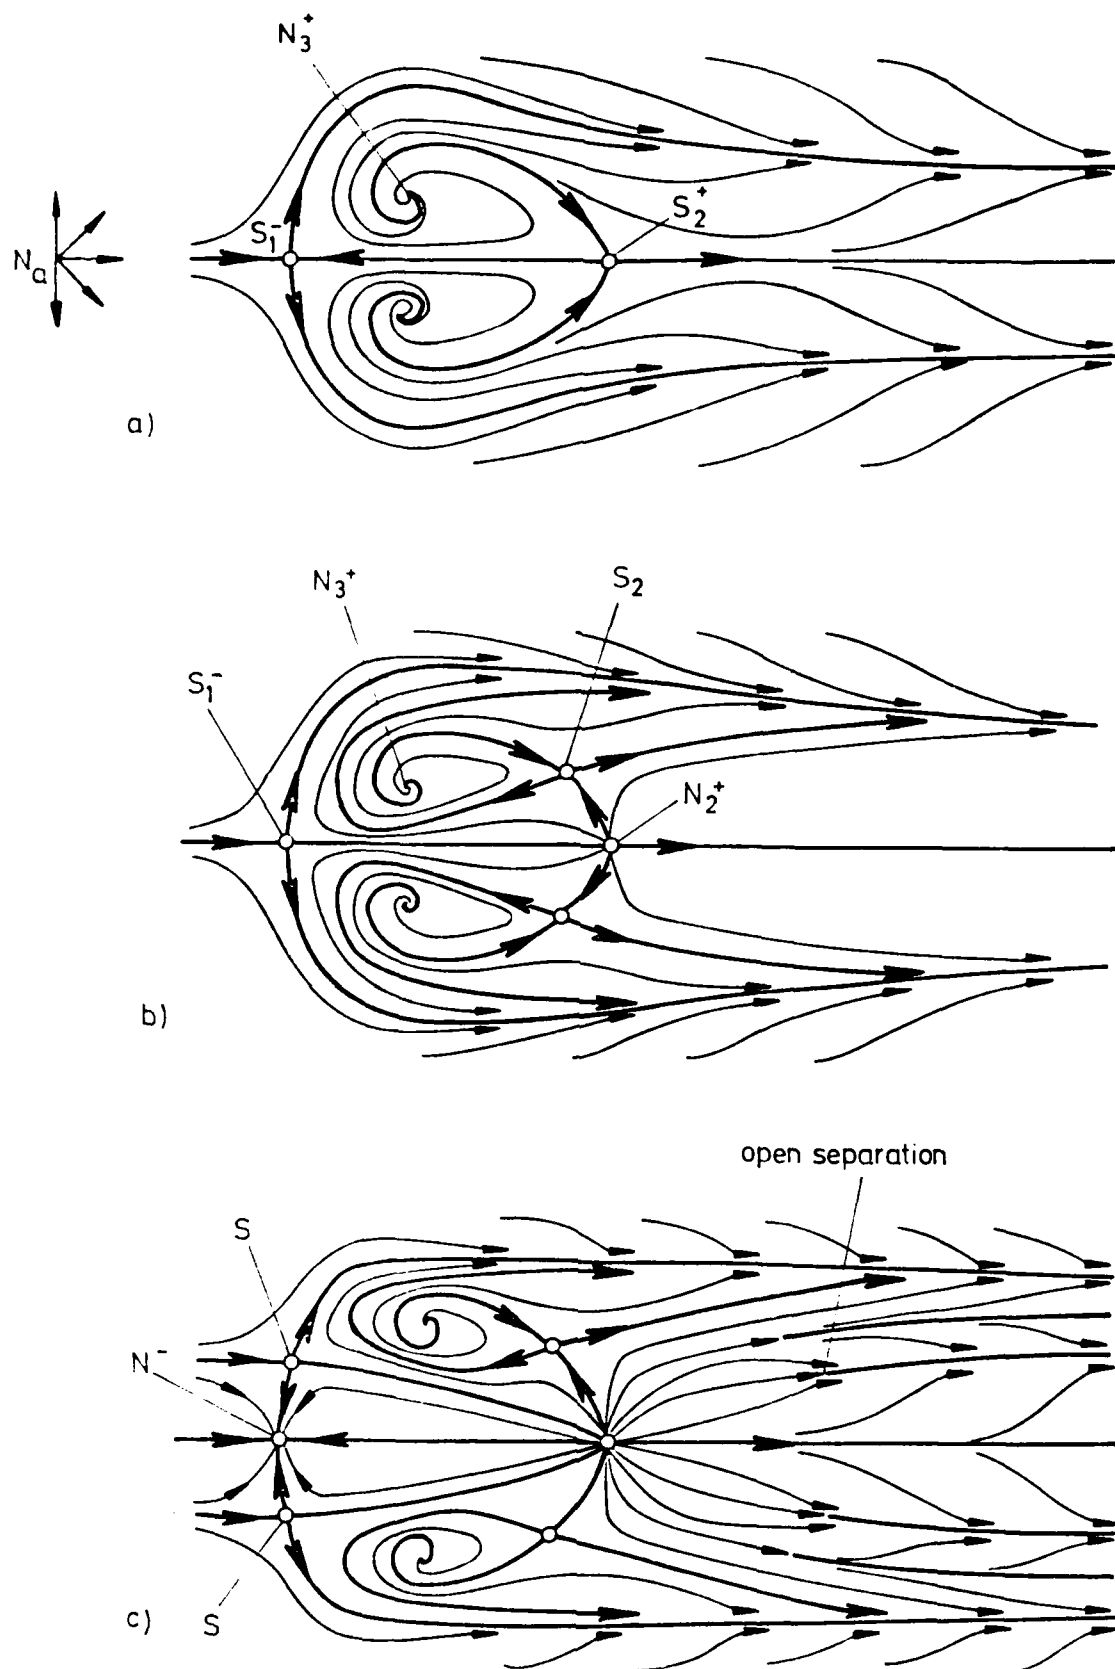 N₃⁺
S₁⁻
S₂⁺
Nₐ
a)
N₃⁺
S₂
S₁⁻
N₂⁺
b)
open separation
S
N⁻
S
c)